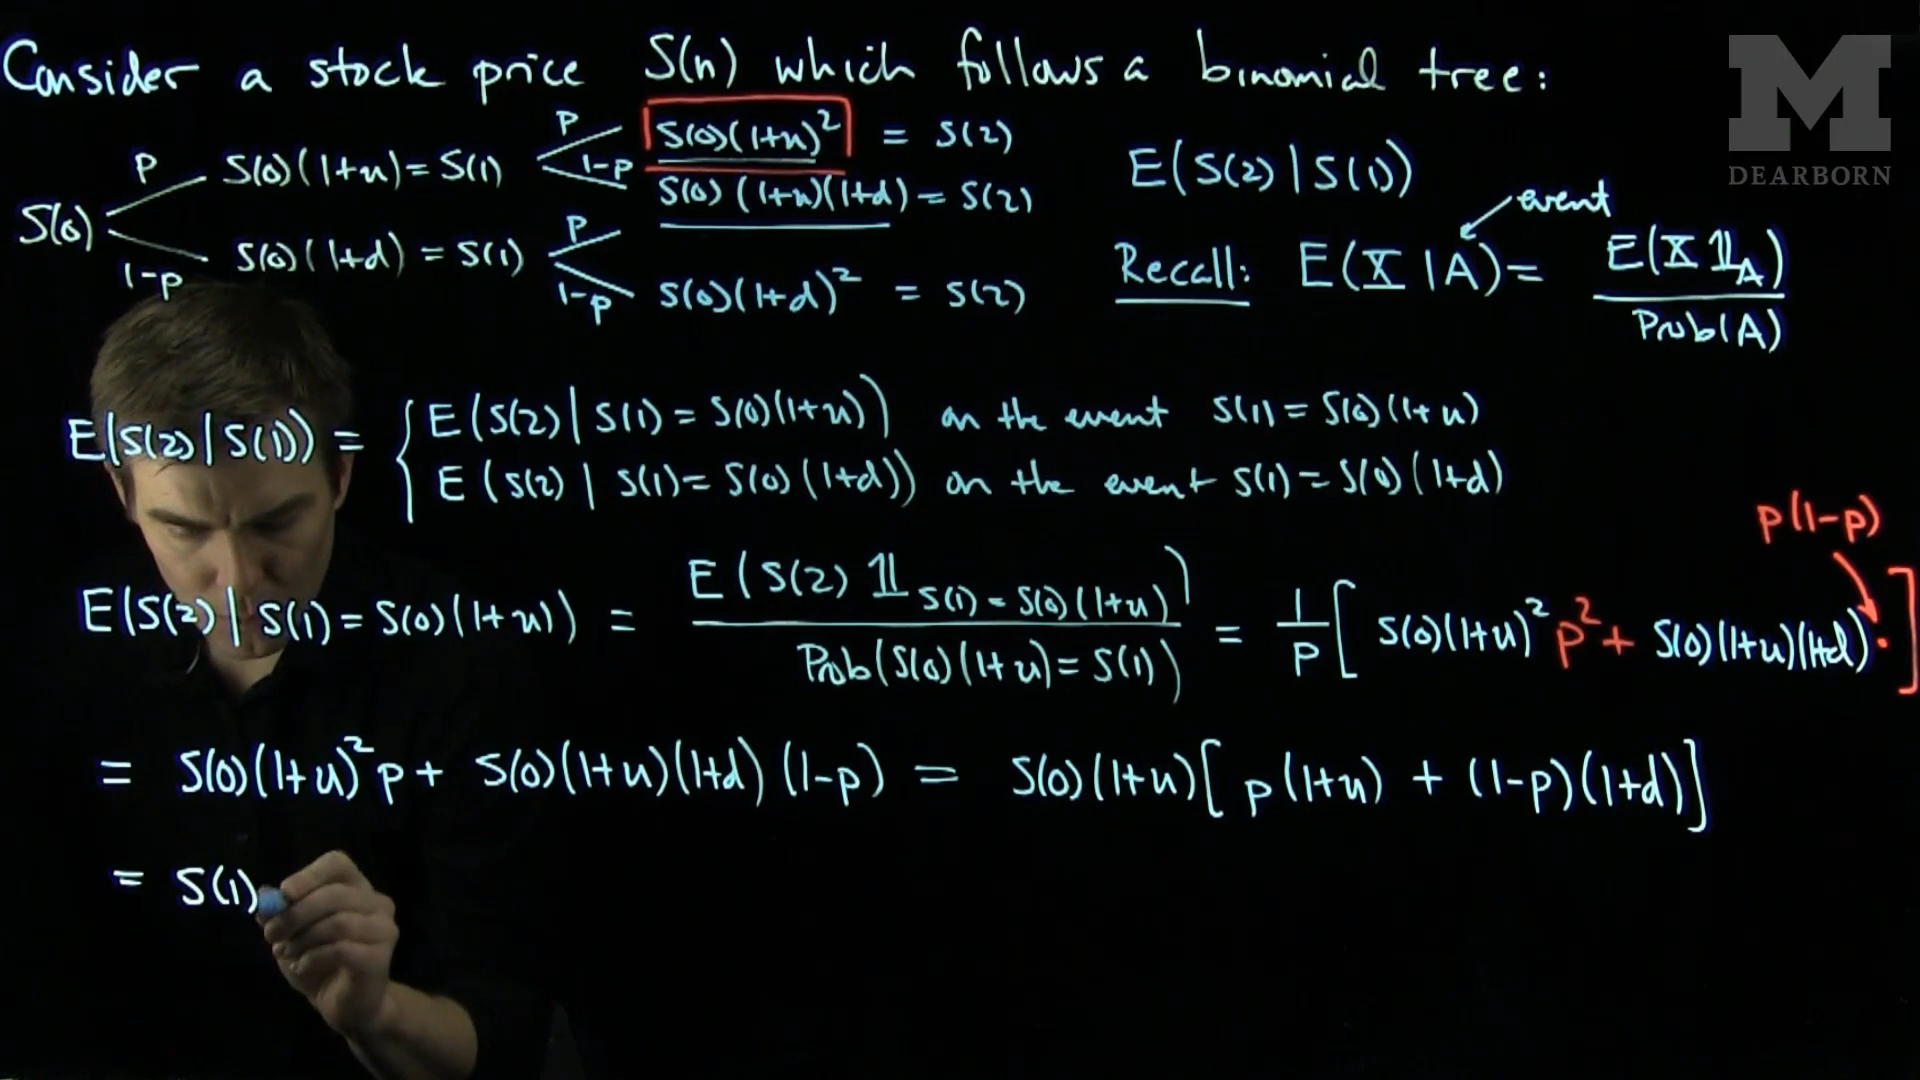 Consider a stock price S(n) which follows a binomial tree:
M
DEARBORN
S(0)
p
S(0)(1+u) = S(1)
1-p
S(0)(1+d) = S(1)
p
S(0)(1+u)² = S(2)
1-p
S(0)(1+u)(1+d) = S(2)
p
1-p
S(0)(1+d)² = S(2)
E(S(2) | S(1))
event
Recall: E(X | A) = E(X 𝟙_A) / Prob(A)
E(S(2) | S(1)) = { E(S(2) | S(1) = S(0)(1+u)) on the event S(1) = S(0)(1+u)
E(S(2) | S(1) = S(0)(1+d)) on the event S(1) = S(0)(1+d)
p(1-p)
E(S(2) | S(1) = S(0)(1+u)) = E(S(2) 𝟙_{S(1) = S(0)(1+u)}) / Prob(S(0)(1+u) = S(1)) = 1/p [ S(0)(1+u)² p² + S(0)(1+u)(1+d) · ]
= S(0)(1+u)² p + S(0)(1+u)(1+d)(1-p) = S(0)(1+u)[ p(1+u) + (1-p)(1+d) ]
= S(1)